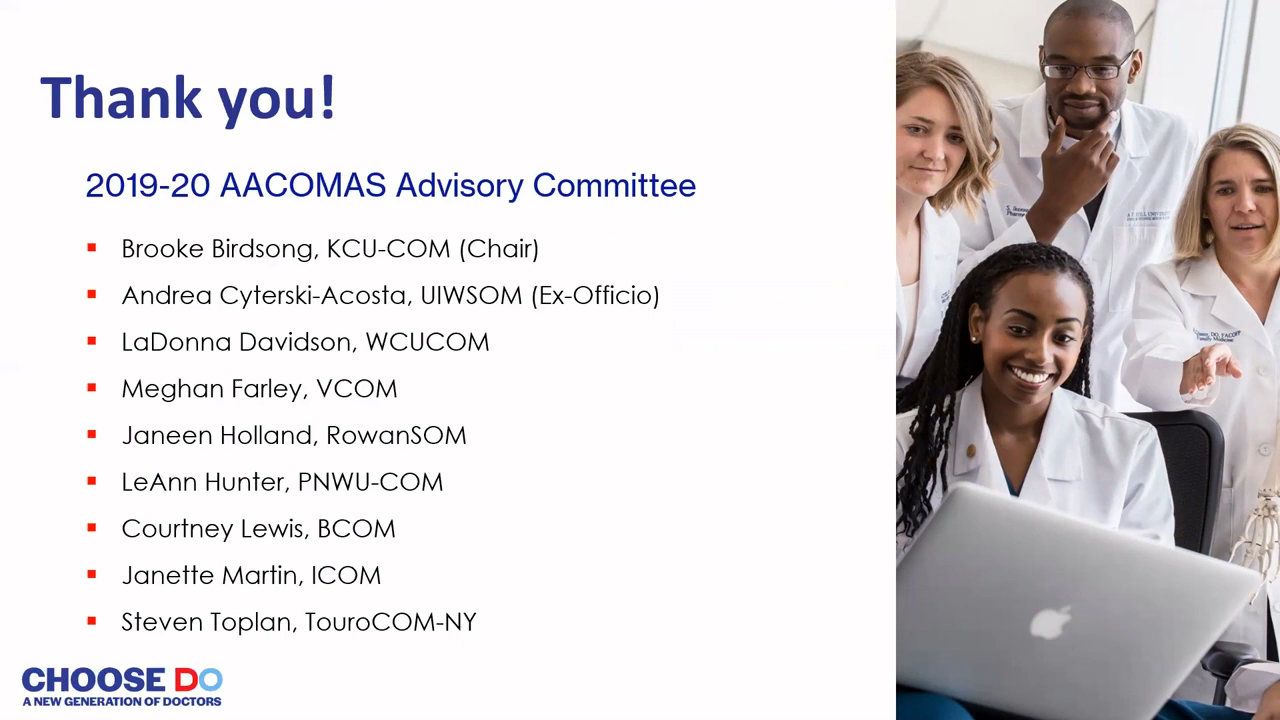 Thank you!
2019-20 AACOMAS Advisory Committee
Brooke Birdsong, KCU-COM (Chair)
Andrea Cyterski-Acosta, UIWSOM (Ex-Officio)
LaDonna Davidson, WCUCOM
Meghan Farley, VCOM
Janeen Holland, RowanSOM
LeAnn Hunter, PNWU-COM
Courtney Lewis, BCOM
Janette Martin, ICOM
Steven Toplan, TouroCOM-NY
CHOOSE DO
A NEW GENERATION OF DOCTORS
Family Medicine